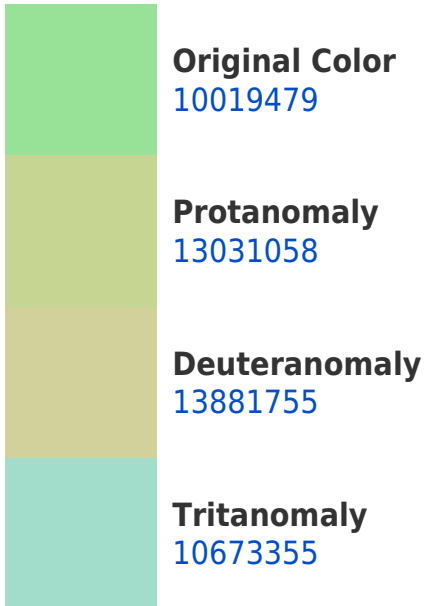 Original Color
10019479
Protanomaly
13031058
Deuteranomaly
13881755
Tritanomaly
10673355